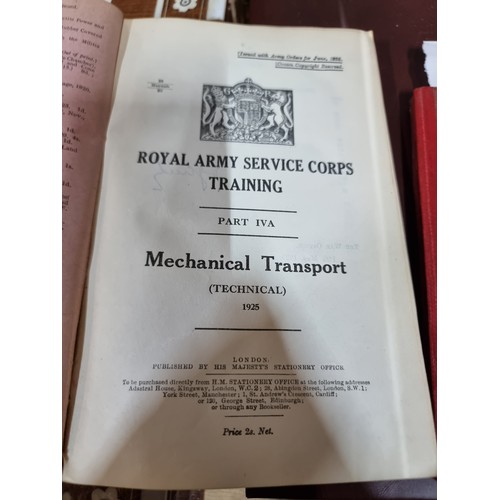 (Issued with Army Orders for June, 1925.
(Crown Copyright Reserved.
ROYAL ARMY SERVICE CORPS
TRAINING
PART IVA
Mechanical Transport
(TECHNICAL)
1925
LONDON:
PUBLISHED BY HIS MAJESTY'S STATIONERY OFFICE.
To be purchased directly from H.M. STATIONERY OFFICE at the following addresses
Adastral House, Kingsway, London, W.C.2; 28, Abingdon Street, London, S.W.1;
York Street, Manchester; 1, St. Andrew's Crescent, Cardiff;
or 120, George Street, Edinburgh;
or through any Bookseller.
Price 2s. Net.